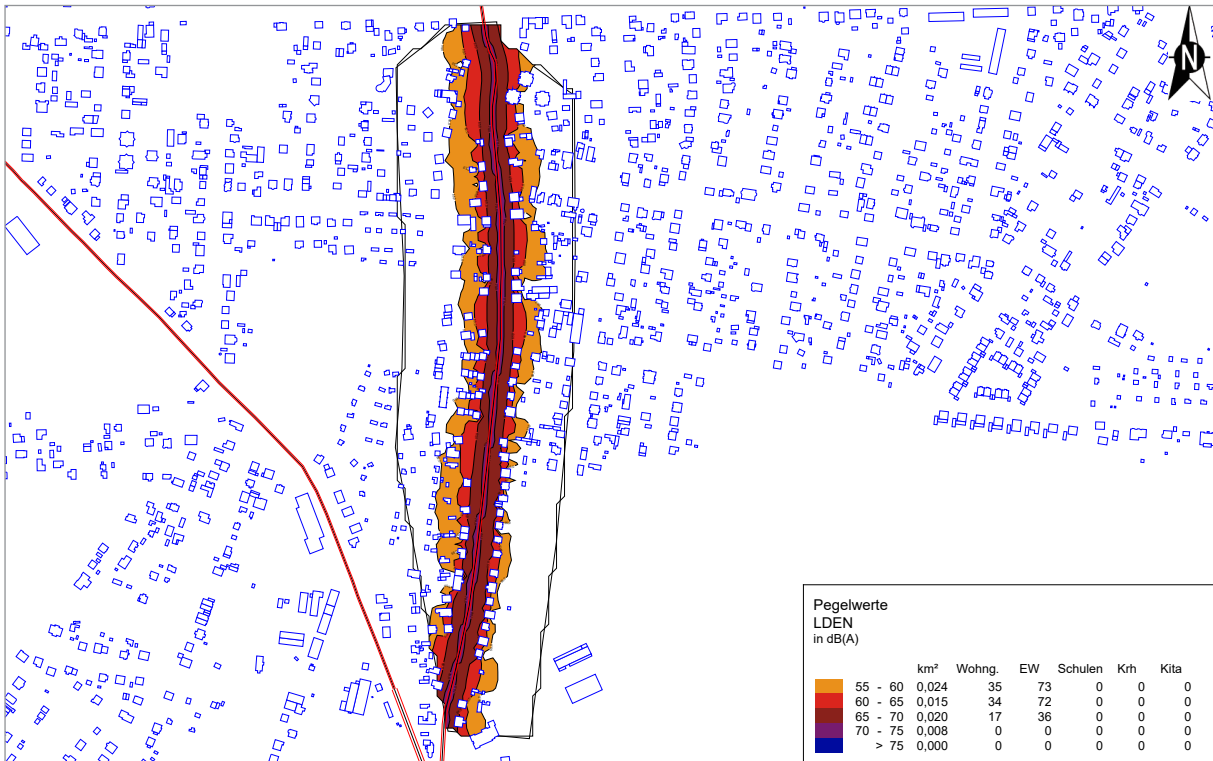 N
Pegelwerte
LDEN
in dB(A)
km² Wohng. EW Schulen Krh Kita
55 - 60 0,024 35 73 0 0 0
60 - 65 0,015 34 72 0 0 0
65 - 70 0,020 17 36 0 0 0
70 - 75 0,008 0 0 0 0 0
> 75 0,000 0 0 0 0 0